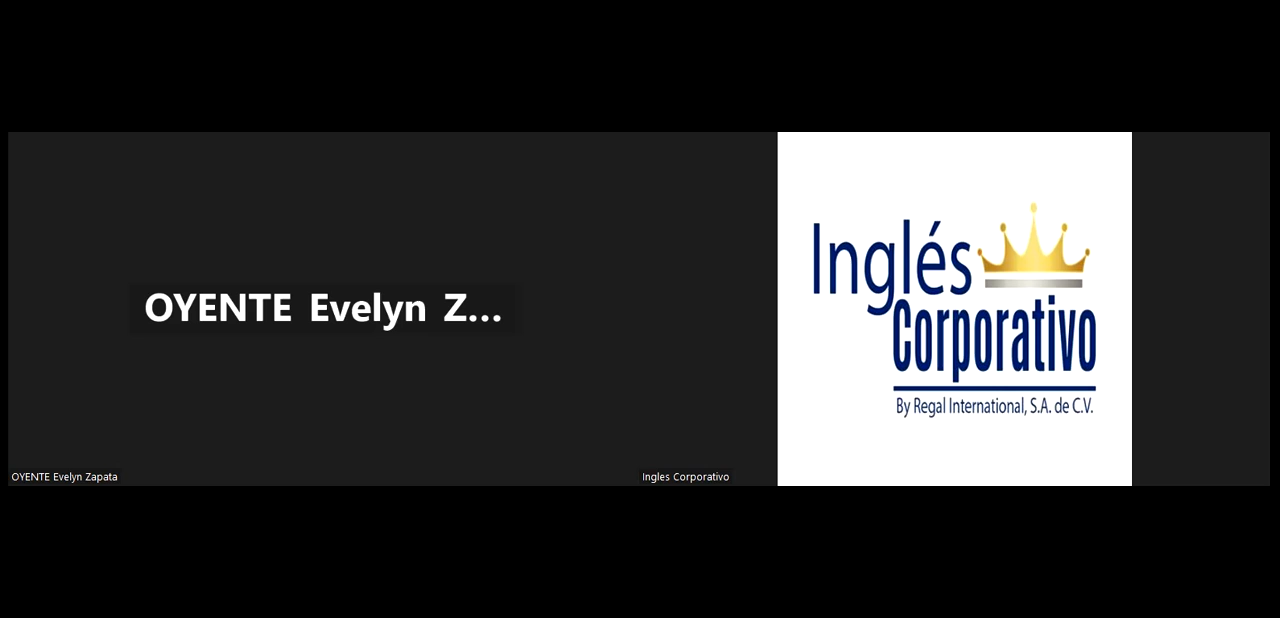 OYENTE Evelyn Z...
OYENTE Evelyn Zapata
Inglés
Corporativo
By Regal International, S.A. de C.V.
Ingles Corporativo